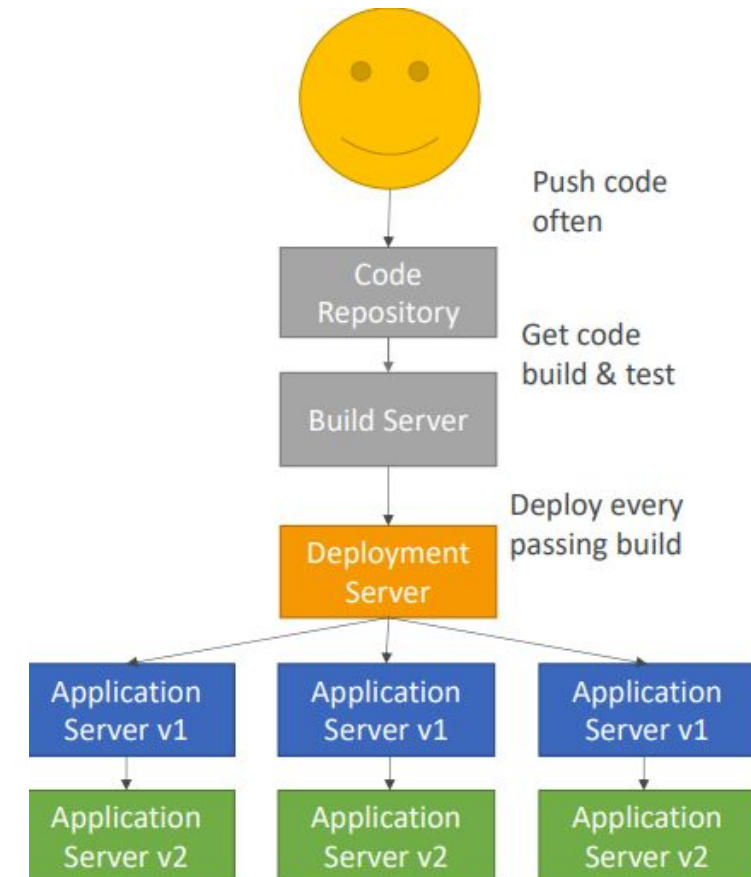 Push code
often
Code
Repository
Get code
build & test
Build Server
Deploy every
passing build
Deployment
Server
Application
Server v1
Application
Server v1
Application
Server v1
Application
Server v2
Application
Server v2
Application
Server v2